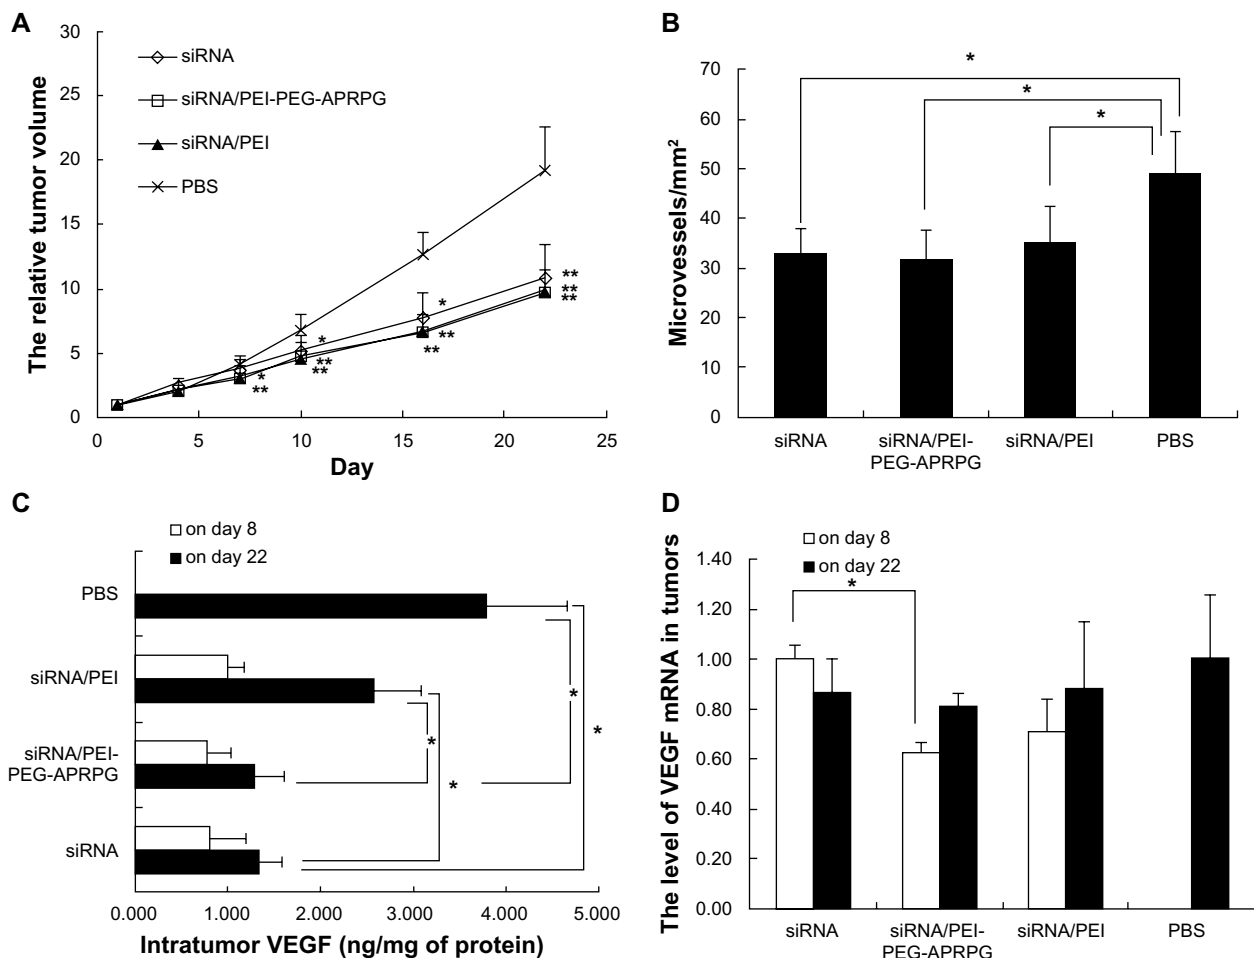 A
30
25
20
15
10
5
0
The relative tumor volume
siRNA
siRNA/PEI-PEG-APRPG
siRNA/PEI
PBS
*
**
*
**
**
*
**
**
**
**
**
0 5 10 15 20 25
Day
B
70
60
50
40
30
20
10
0
Microvessels/mm²
*
*
*
siRNA
siRNA/PEI-
PEG-APRPG
siRNA/PEI
PBS
C
on day 8
on day 22
PBS
siRNA/PEI
siRNA/PEI-
PEG-APRPG
siRNA
*
*
*
*
0.000 1.000 2.000 3.000 4.000 5.000
Intratumor VEGF (ng/mg of protein)
D
on day 8
on day 22
1.40
1.20
1.00
0.80
0.60
0.40
0.20
0.00
The level of VEGF mRNA in tumors
*
siRNA
siRNA/PEI-
PEG-APRPG
siRNA/PEI
PBS